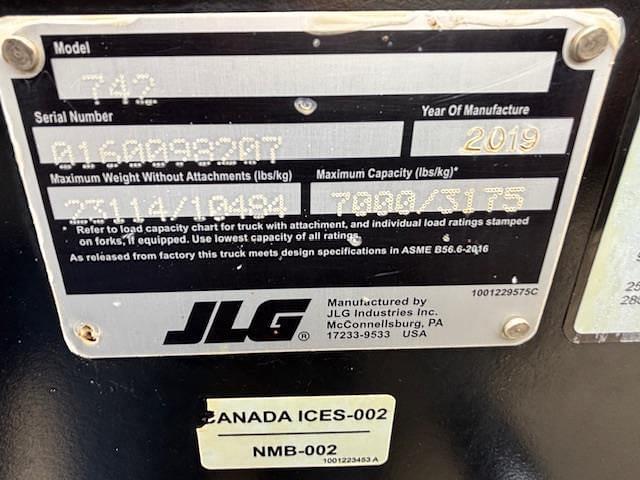 Model
742
Serial Number
Year Of Manufacture
0160099207
2019
Maximum Weight Without Attachments (lbs/kg)
Maximum Capacity (lbs/kg)*
23114/10484
7000/3175
* Refer to load capacity chart for truck with attachment, and individual load ratings stamped
on forks, if equipped. Use lowest capacity of all ratings.
As released from factory this truck meets design specifications in ASME B56.6-2016
1001229575C
JLG®
Manufactured by
JLG Industries Inc.
McConnellsburg, PA
17233-9533 USA
CANADA ICES-002
NMB-002
1001223453 A